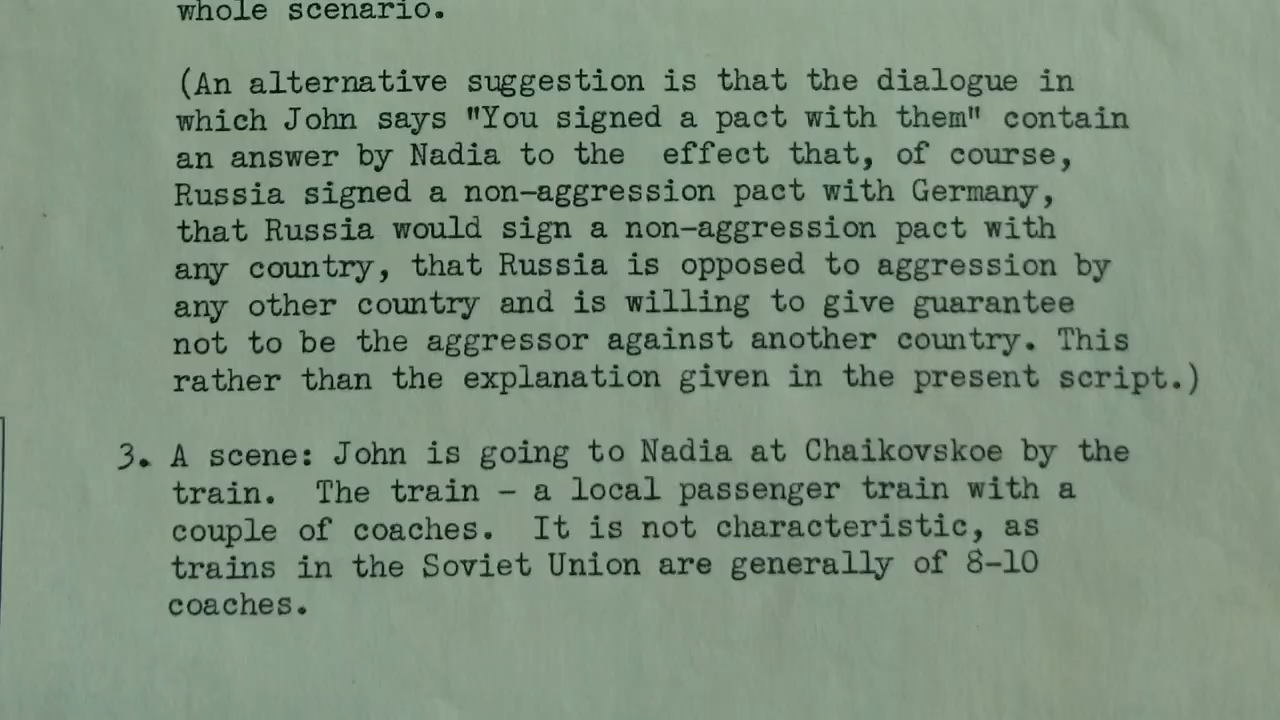 whole scenario.
(An alternative suggestion is that the dialogue in
which John says "You signed a pact with them" contain
an answer by Nadia to the effect that, of course,
Russia signed a non-aggression pact with Germany,
that Russia would sign a non-aggression pact with
any country, that Russia is opposed to aggression by
any other country and is willing to give guarantee
not to be the aggressor against another country. This
rather than the explanation given in the present script.)
3. A scene: John is going to Nadia at Chaikovskoe by the
train. The train - a local passenger train with a
couple of coaches. It is not characteristic, as
trains in the Soviet Union are generally of 8-10
coaches.